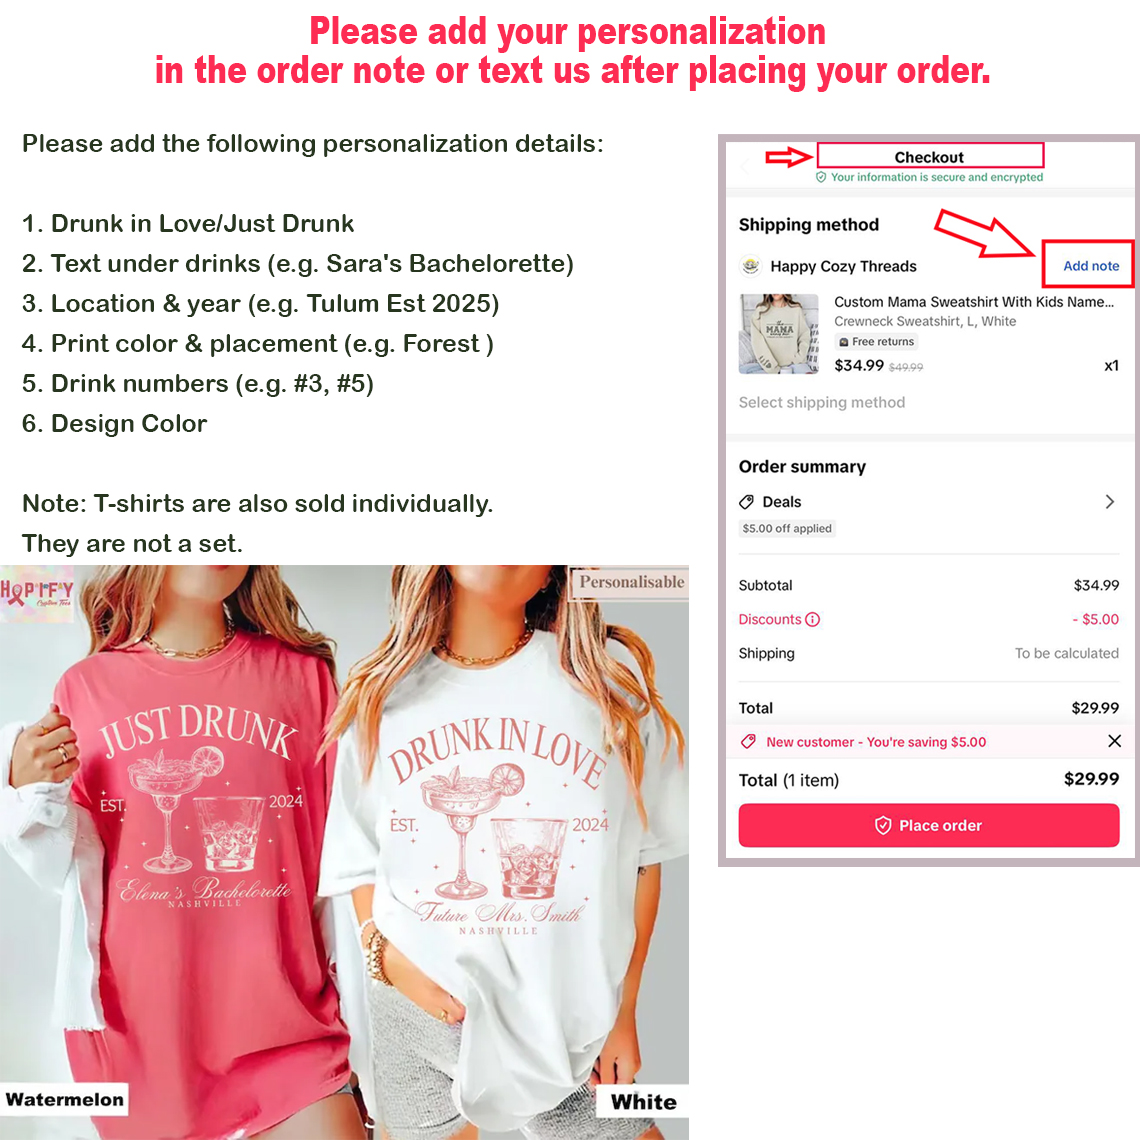 Please add your personalization
in the order note or text us after placing your order.
Please add the following personalization details:
1. Drunk in Love/Just Drunk
2. Text under drinks (e.g. Sara's Bachelorette)
3. Location & year (e.g. Tulum Est 2025)
4. Print color & placement (e.g. Forest )
5. Drink numbers (e.g. #3, #5)
6. Design Color
Note: T-shirts are also sold individually.
They are not a set.
Checkout
Your information is secure and encrypted
Shipping method
Happy Cozy Threads
Add note
Custom Mama Sweatshirt With Kids Name...
Crewneck Sweatshirt, L, White
Free returns
$34.99 $49.99 x1
Select shipping method
MAMA
Order summary
Deals
$5.00 off applied
Subtotal $34.99
Discounts - $5.00
Shipping To be calculated
Total $29.99
New customer - You're saving $5.00
Total (1 item) $29.99
Place order
HOPIFY
Custom Tees
Personalisable
JUST DRUNK
EST. 2024
Elena's Bachelorette
NASHVILLE
DRUNK IN LOVE
EST. 2024
Future Mrs. Smith
NASHVILLE
Watermelon
White